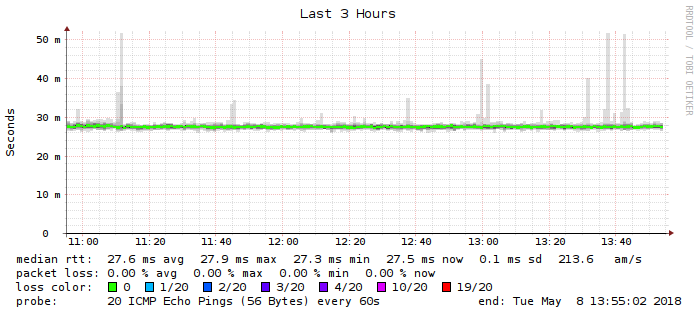 Last 3 Hours
RRDTOOL / TOBI OETIKER
Seconds
50 m
40 m
30 m
20 m
10 m
0
11:00 11:20 11:40 12:00 12:20 12:40 13:00 13:20 13:40
median rtt: 27.6 ms avg 27.9 ms max 27.3 ms min 27.5 ms now 0.1 ms sd 213.6 am/s
packet loss: 0.00 % avg 0.00 % max 0.00 % min 0.00 % now
loss color: 0 1/20 2/20 3/20 4/20 10/20 19/20
probe: 20 ICMP Echo Pings (56 Bytes) every 60s end: Tue May 8 13:55:02 2018